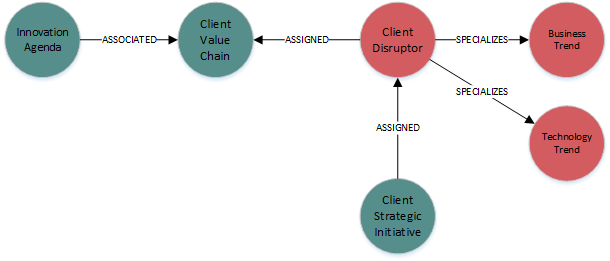 Innovation
Agenda
ASSOCIATED
Client
Value
Chain
ASSIGNED
Client
Disruptor
SPECIALIZES
Business
Trend
SPECIALIZES
Technology
Trend
ASSIGNED
Client
Strategic
Initiative